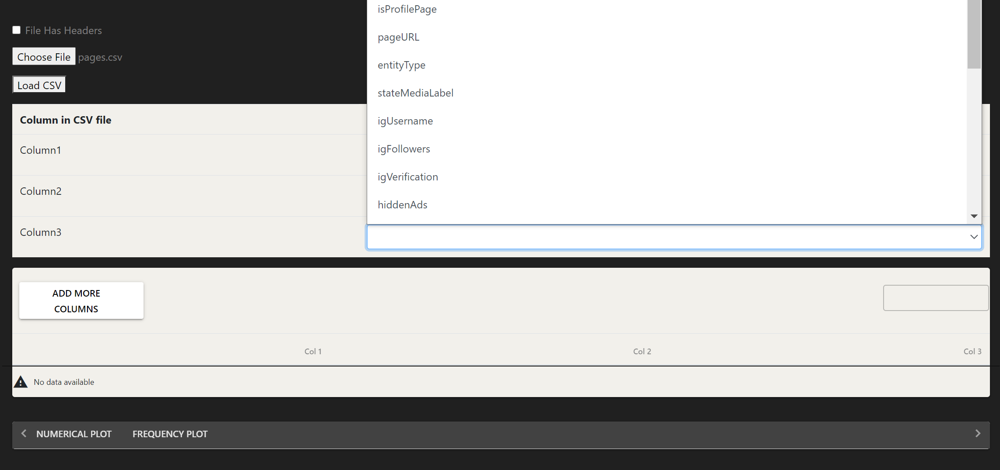 File Has Headers
Choose File pages.csv
Load CSV
Column in CSV file
Column1
Column2
Column3
isProfilePage
pageURL
entityType
stateMediaLabel
igUsername
igFollowers
igVerification
hiddenAds
ADD MORE
COLUMNS
Col 1 Col 2 Col 3
No data available
NUMERICAL PLOT FREQUENCY PLOT